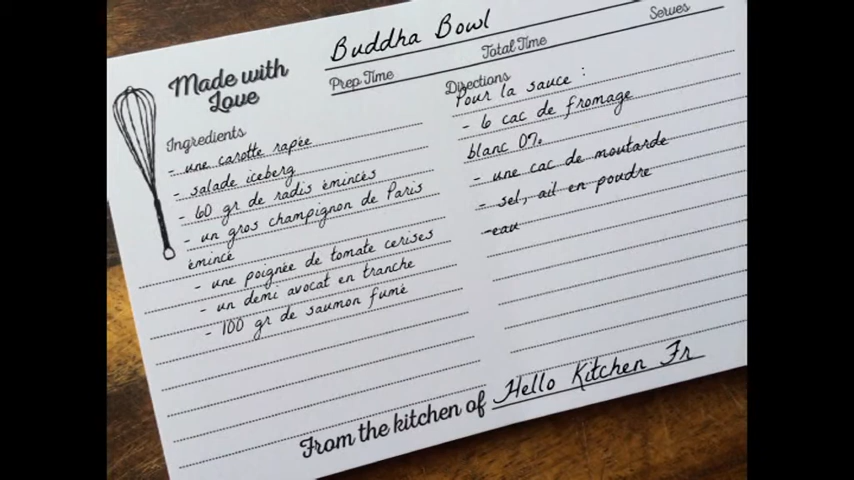 Buddha Bowl
Made with
Love
Prep Time
Total Time
Serves
Ingredients
- une carotte rapée
- salade iceberg
- 60 gr de radis émincés
- un gros champignon de Paris
émincé
- une poignée de tomate cerises
- un demi avocat en tranche
- 100 gr de saumon fumé
Directions
Pour la sauce :
- 6 cac de fromage
blanc 0%
- une cac de moutarde
- sel, ail en poudre
-eau
From the kitchen of Hello Kitchen Fr